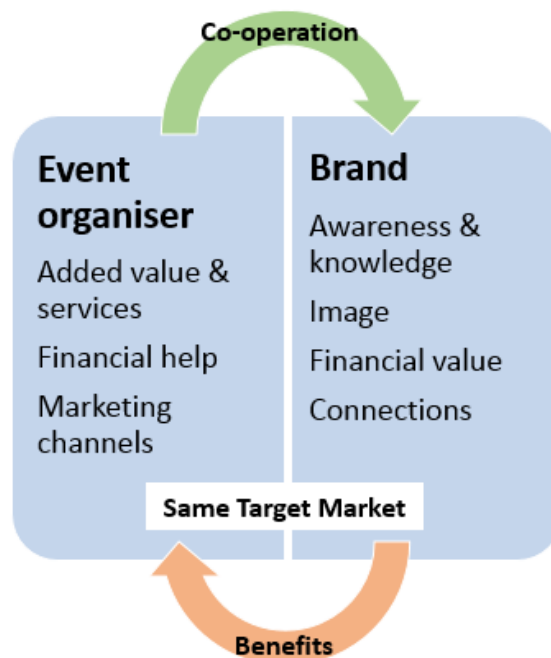 Co-operation
Event
organiser
Added value &
services
Financial help
Marketing
channels
Brand
Awareness &
knowledge
Image
Financial value
Connections
Same Target Market
Benefits